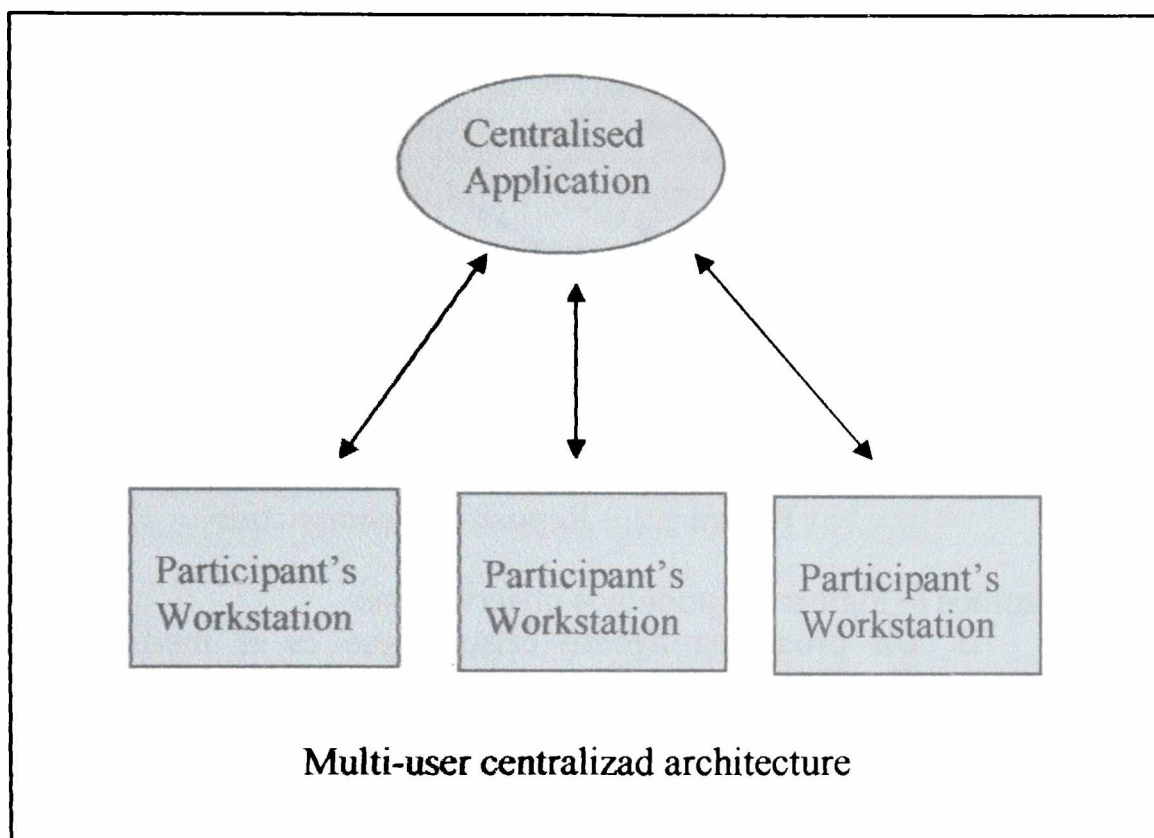 Centralised
Application
Participant's
Workstation
Participant's
Workstation
Participant's
Workstation
Multi-user centralizad architecture